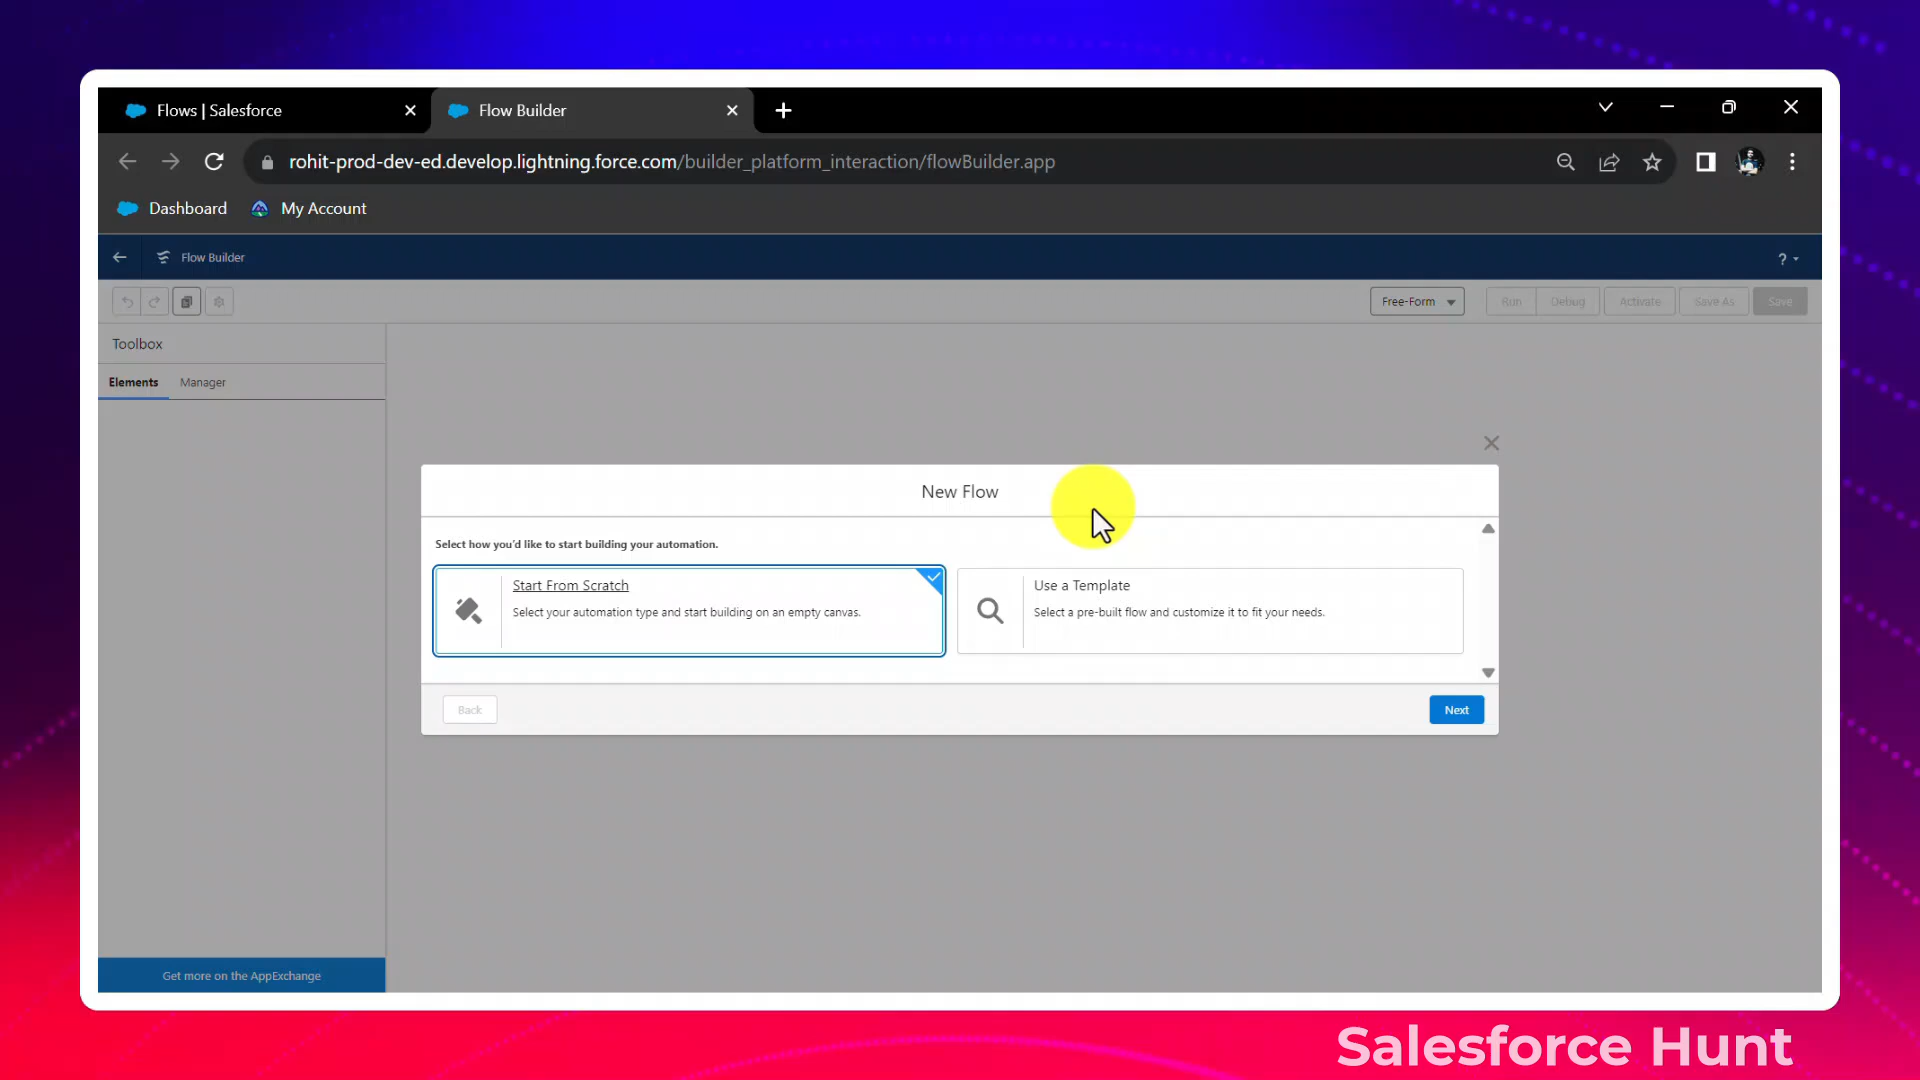 Flows | Salesforce
Flow Builder
rohit-prod-dev-ed.develop.lightning.force.com/builder_platform_interaction/flowBuilder.app
Dashboard
My Account
Flow Builder
?
Free-Form
Run
Debug
Activate
Save As
Save
Toolbox
Elements
Manager
New Flow
Select how you'd like to start building your automation.
Start From Scratch
Select your automation type and start building on an empty canvas.
Use a Template
Select a pre-built flow and customize it to fit your needs.
Back
Next
Get more on the AppExchange
Salesforce Hunt